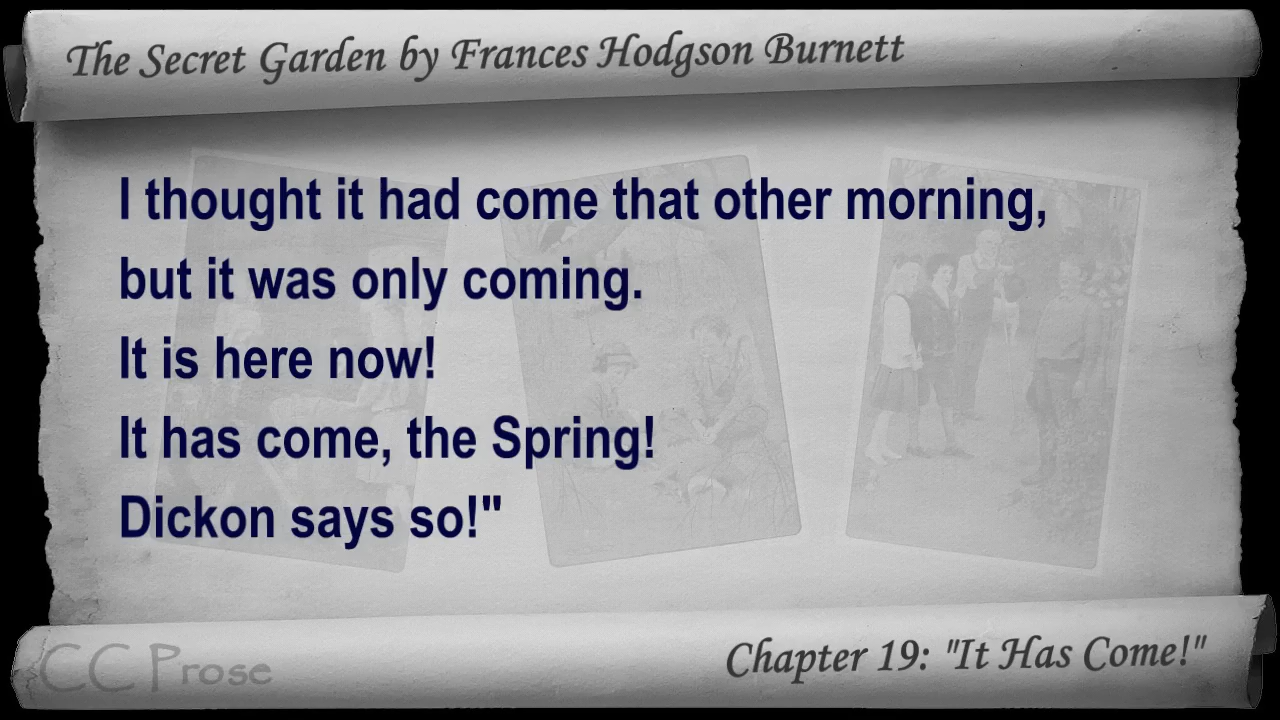 The Secret Garden by Frances Hodgson Burnett
I thought it had come that other morning,
but it was only coming.
It is here now!
It has come, the Spring!
Dickon says so!"
CC Prose
Chapter 19: "It Has Come!"